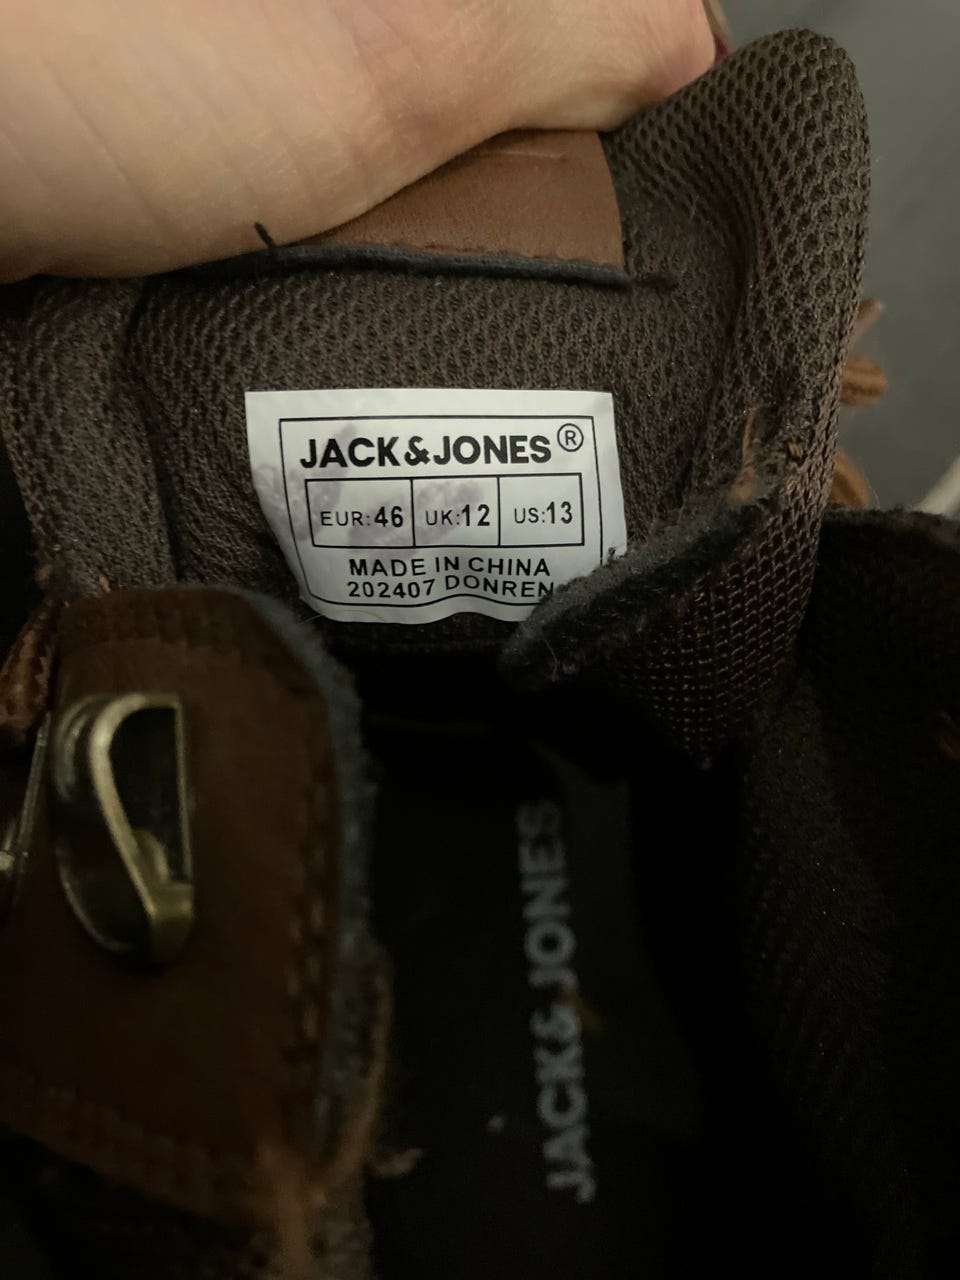 JACK&JONES®
EUR:46 UK:12 US:13
MADE IN CHINA
202407 DONREN
JACK&JONES